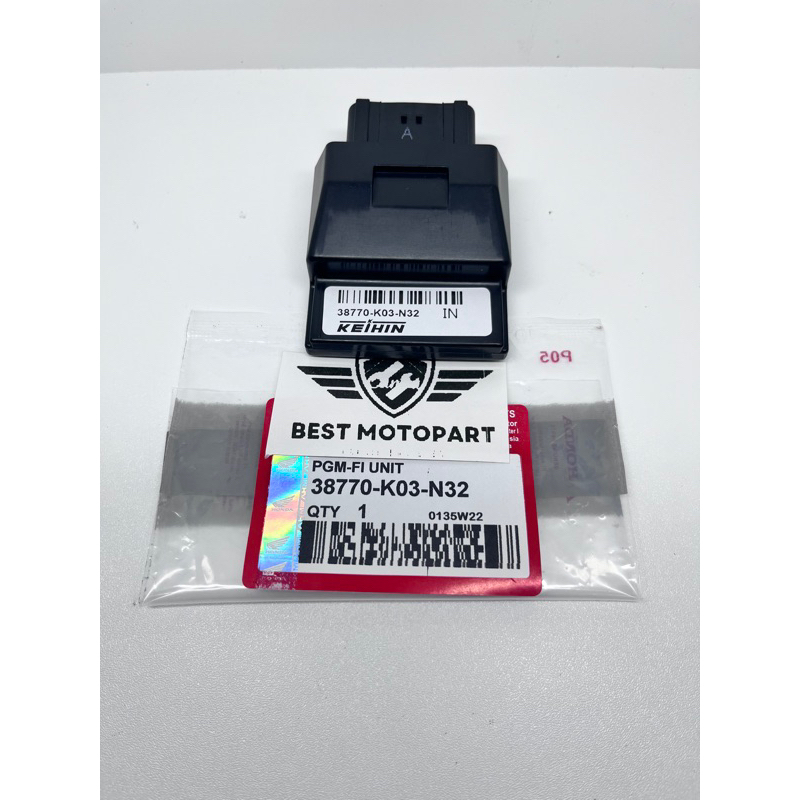 A
38770-K03-N32 IN
KEIHIN
P05
BEST MOTOPART
PGM-FI UNIT
38770-K03-N32
QTY 1 0135W22